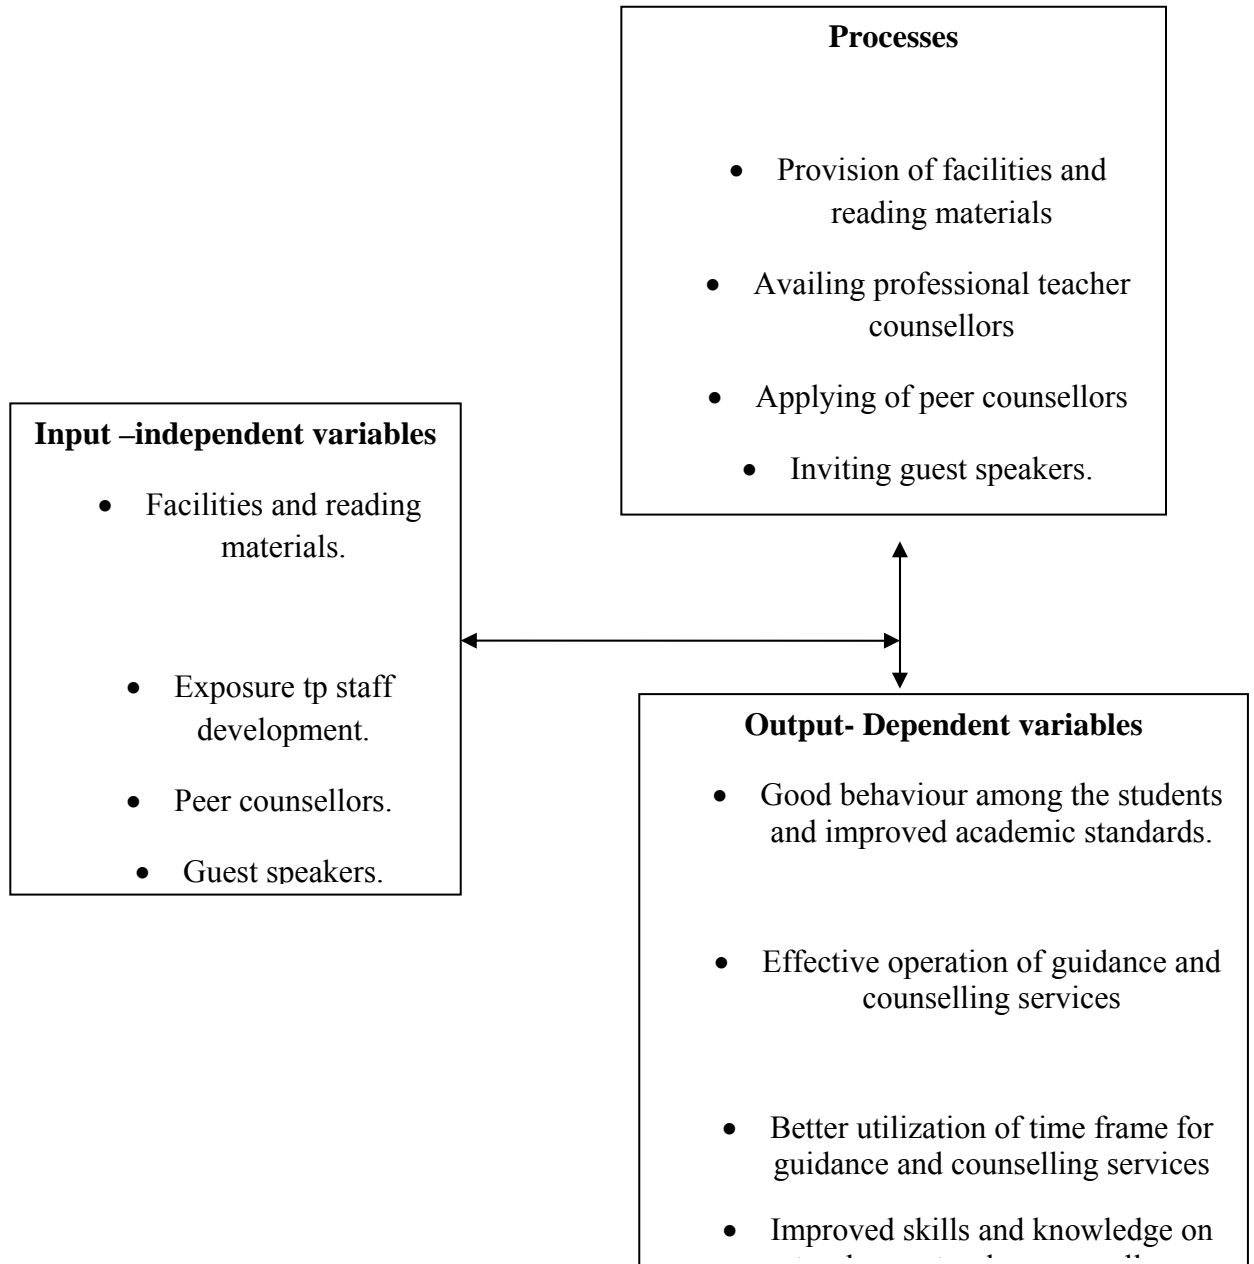 Processes
• Provision of facilities and
reading materials
• Availing professional teacher
counsellors
• Applying of peer counsellors
• Inviting guest speakers.
Input –independent variables
• Facilities and reading
materials.
• Exposure tp staff
development.
• Peer counsellors.
• Guest speakers.
Output- Dependent variables
• Good behaviour among the students
and improved academic standards.
• Effective operation of guidance and
counselling services
• Better utilization of time frame for
guidance and counselling services
• Improved skills and knowledge on